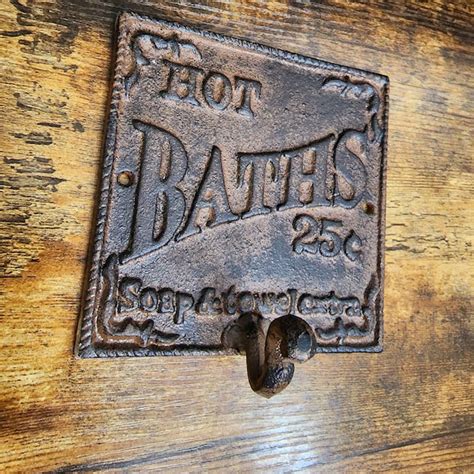 HOT
BATHS
25¢
Soap & towel extra